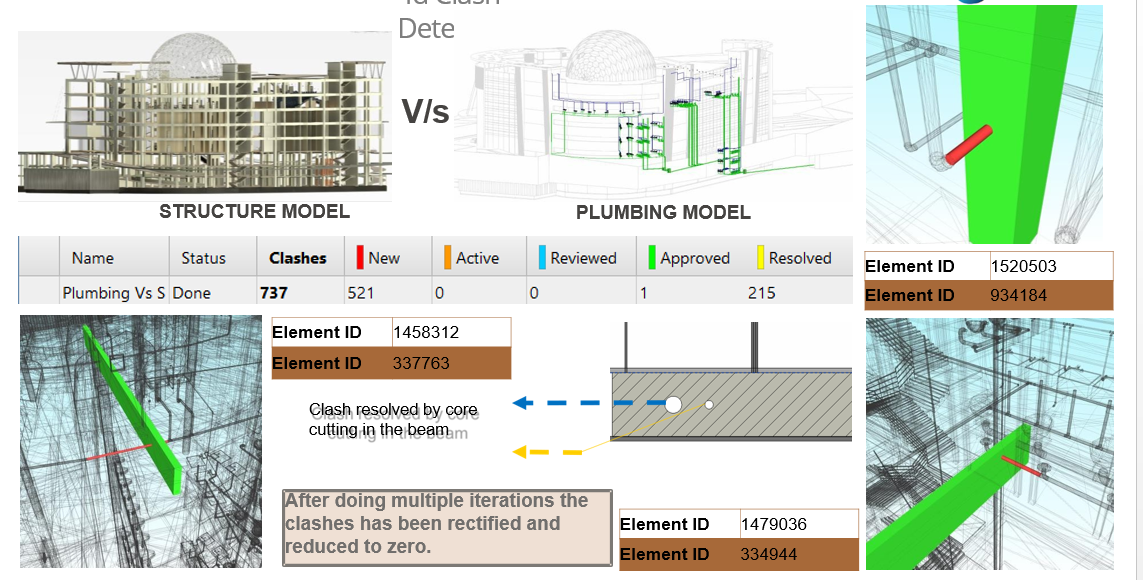 Dete
V/s
STRUCTURE MODEL
PLUMBING MODEL
Name Status Clashes New Active Reviewed Approved Resolved
Plumbing Vs S Done 737 521 0 0 1 215
Element ID 1520503
Element ID 934184
Element ID 1458312
Element ID 337763
Clash resolved by core
cutting in the beam
After doing multiple iterations the
clashes has been rectified and
reduced to zero.
Element ID 1479036
Element ID 334944